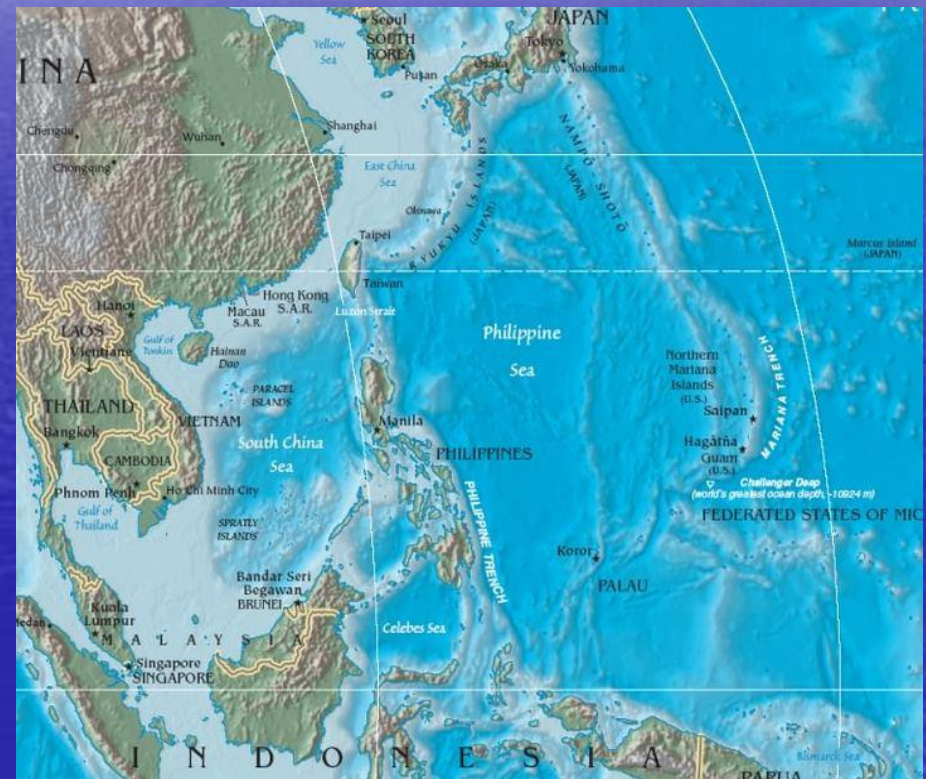 Seoul
JAPAN
Yellow
Sea
SOUTH
KOREA
Tokyo
Pusan
Osaka
Yokohama
INA
Chengdu
Wuhan
Shanghai
Chongqing
East China
Sea
NAMPŌ-SHOTŌ
(JAPAN)
Okinawa
RYUKYU ISLANDS
(JAPAN)
Taipei
Marcus Island
(JAPAN)
Taiwan
Hanoi
Macau
S.A.R.
Hong Kong
S.A.R.
Luzon Strait
LAOS
Vientiane
Gulf of
Tonkin
Hainan
Dao
Philippine
Sea
Northern
Mariana
Islands
(U.S.)
MARIANA TRENCH
PARACEL
ISLANDS
THAILAND
VIETNAM
Saipan
Bangkok
Manila
South China
Sea
Hagåtña
Guam
(U.S.)
CAMBODIA
PHILIPPINES
Phnom Penh
Ho Chi Minh City
Challenger Deep
(world's greatest ocean depth, -10924 m)
Gulf of
Thailand
PHILIPPINE TRENCH
FEDERATED STATES OF MIC
SPRATLY
ISLANDS
Koror
PALAU
Bandar Seri
Begawan
BRUNEI
Kuala
Lumpur
Medan
MALAYSIA
Celebes Sea
Singapore
SINGAPORE
INDONESIA
Bismarck Sea
PAPUA